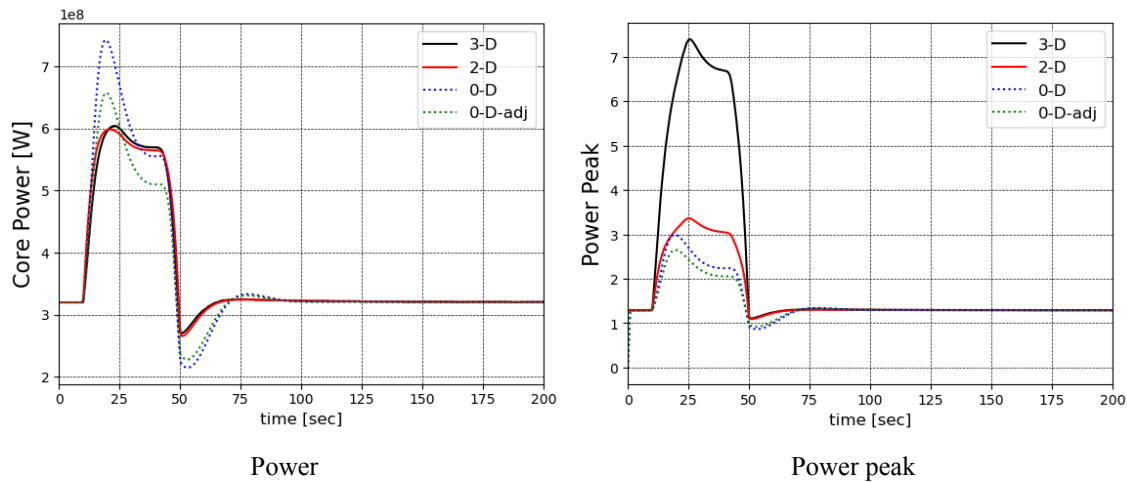 1e8
3-D
2-D
0-D
0-D-adj
7
6
5
4
3
2
Core Power [W]
0 25 50 75 100 125 150 175 200
time [sec]
Power
3-D
2-D
0-D
0-D-adj
7
6
5
4
3
2
1
0
Power Peak
0 25 50 75 100 125 150 175 200
time [sec]
Power peak